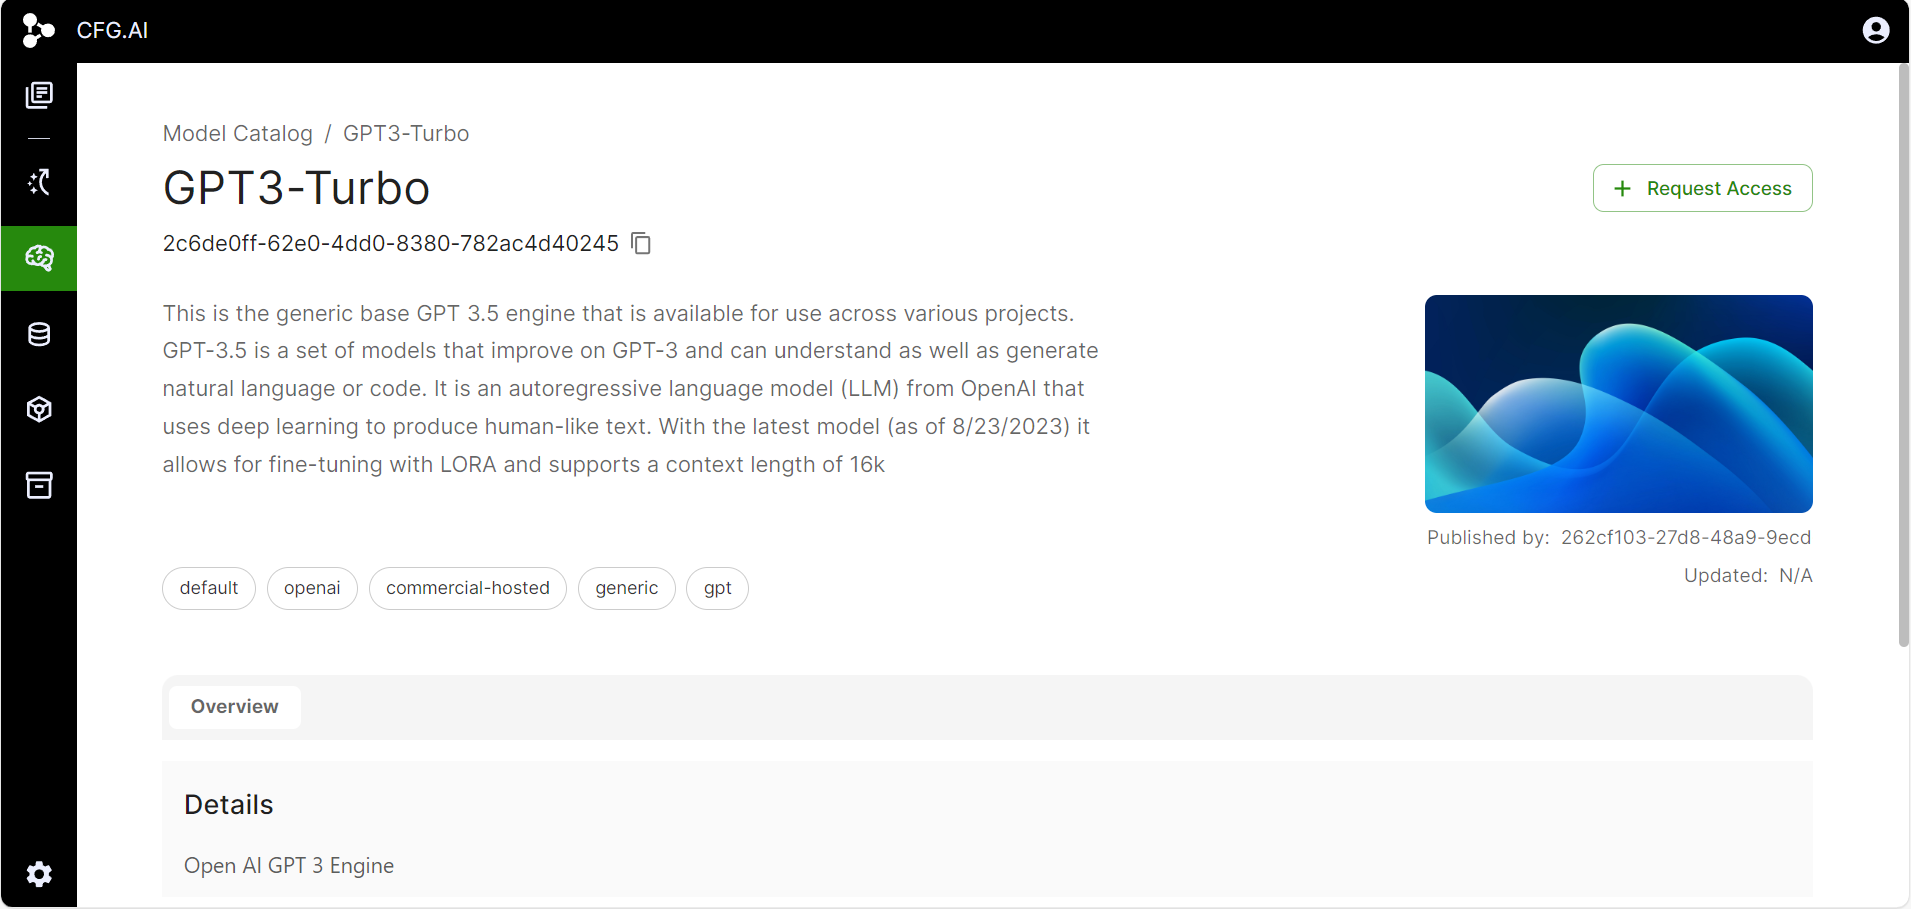 CFG.AI
Model Catalog / GPT3-Turbo
GPT3-Turbo
Request Access
2c6de0ff-62e0-4dd0-8380-782ac4d40245
This is the generic base GPT 3.5 engine that is available for use across various projects.
GPT-3.5 is a set of models that improve on GPT-3 and can understand as well as generate
natural language or code. It is an autoregressive language model (LLM) from OpenAI that
uses deep learning to produce human-like text. With the latest model (as of 8/23/2023) it
allows for fine-tuning with LORA and supports a context length of 16k
Published by: 262cf103-27d8-48a9-9ecd
Updated: N/A
default openai commercial-hosted generic gpt
Overview
Details
Open AI GPT 3 Engine